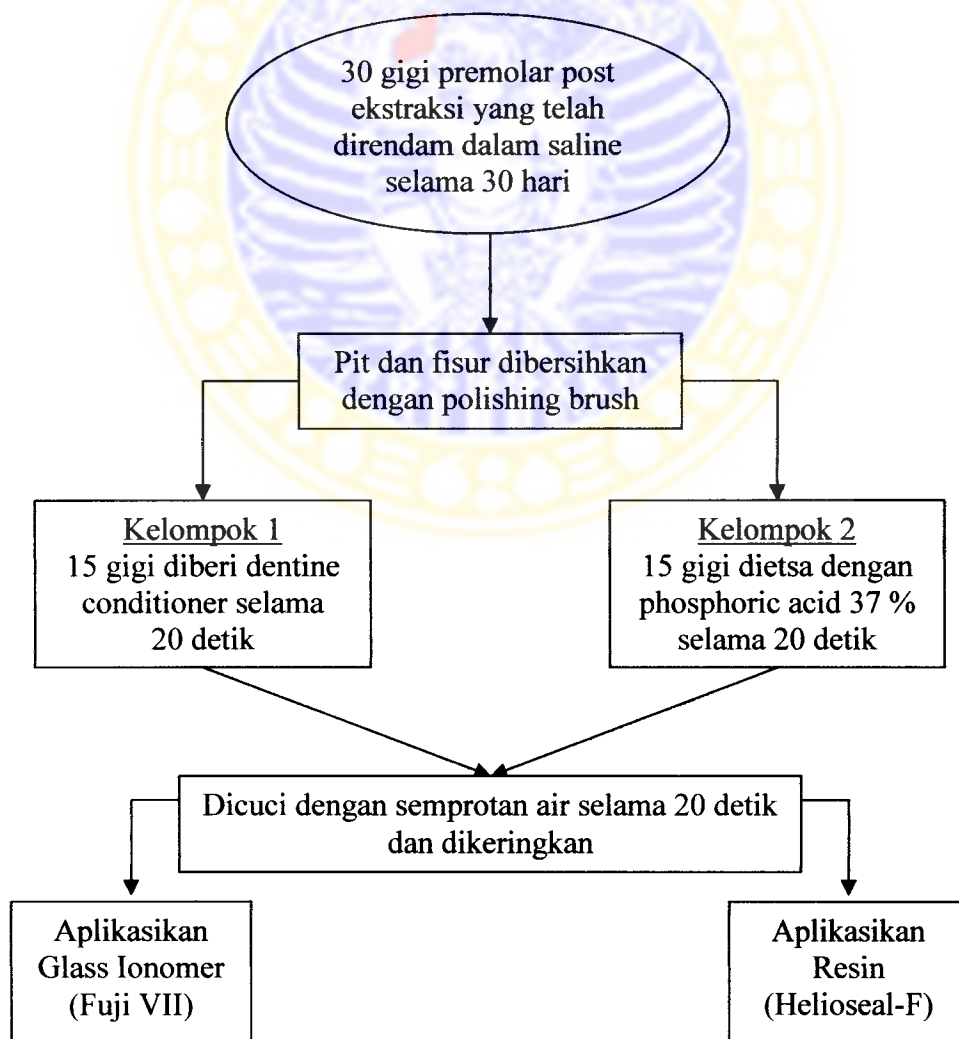 30 gigi premolar post
ekstraksi yang telah
direndam dalam saline
selama 30 hari
Pit dan fisur dibersihkan
dengan polishing brush
Kelompok 1
15 gigi diberi dentine
conditioner selama
20 detik
Kelompok 2
15 gigi dietsa dengan
phosphoric acid 37 %
selama 20 detik
Dicuci dengan semprotan air selama 20 detik
dan dikeringkan
Aplikasikan
Glass Ionomer
(Fuji VII)
Aplikasikan
Resin
(Helioseal-F)